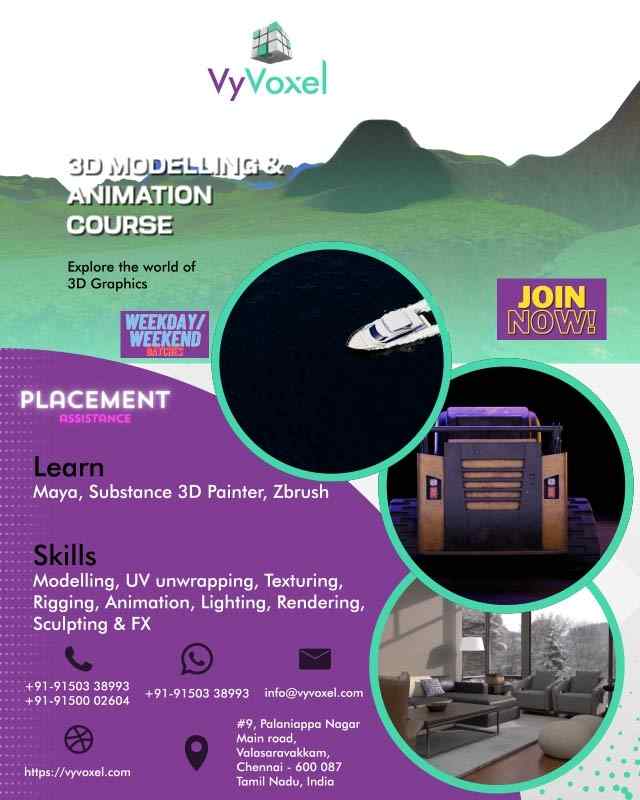 VyVoxel
3D MODELLING &
ANIMATION
COURSE
Explore the world of
3D Graphics
JOIN
NOW!
WEEKDAY/
WEEKEND
BATCHES
PLACEMENT
ASSISTANCE
Learn
Maya, Substance 3D Painter, Zbrush
Skills
Modelling, UV unwrapping, Texturing,
Rigging, Animation, Lighting, Rendering,
Sculpting & FX
+91-91503 38993
+91-91500 02604
+91-91503 38993
info@vyvoxel.com
https://vyvoxel.com
#9, Palaniappa Nagar
Main road,
Valasaravakkam,
Chennai - 600 087
Tamil Nadu, India